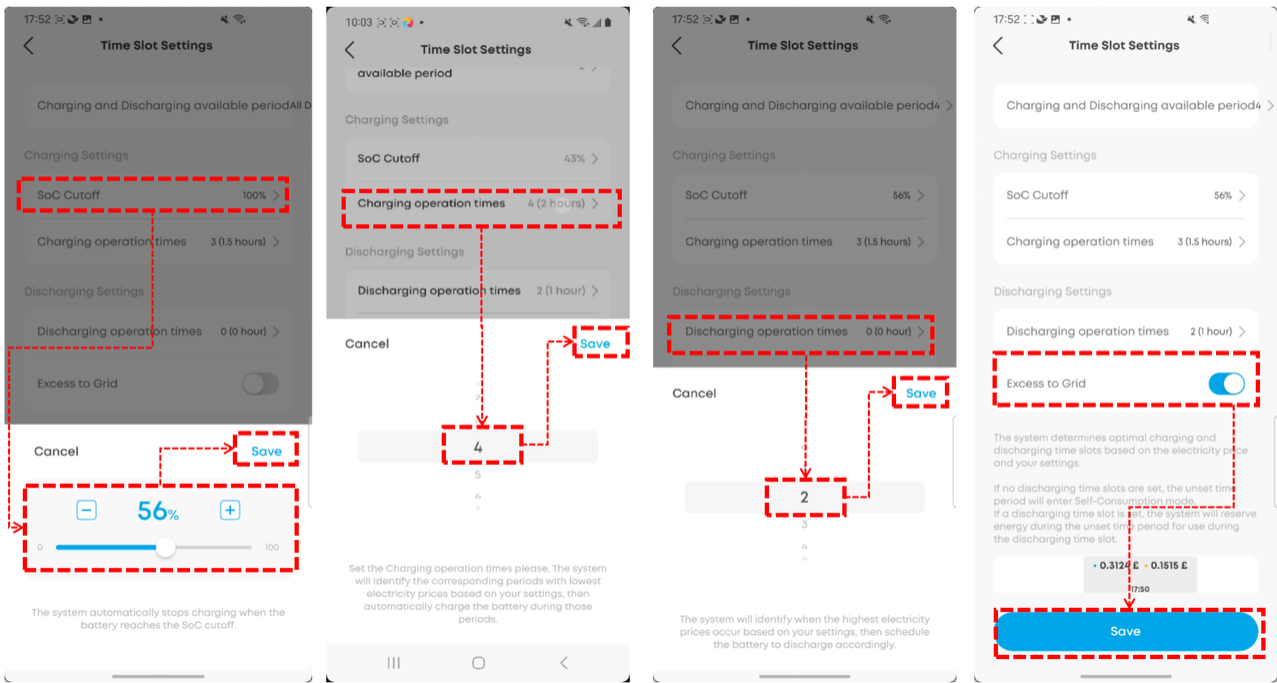 17:52
Time Slot Settings
Charging and Discharging available periodAll D
Charging Settings
SoC Cutoff 100%
Charging operation times 3 (1.5 hours)
Discharging Settings
Discharging operation times 0 (0 hour)
Excess to Grid
Cancel Save
56%
0 100
The system automatically stops charging when the
battery reaches the SoC cutoff.
10:03
Time Slot Settings
available period
Charging Settings
SoC Cutoff 43%
Charging operation times 4 (2 hours)
Discharging Settings
Discharging operation times 2 (1 hour)
Cancel Save
4
5
6
Set the Charging operation times please. The system
will identify the corresponding periods with lowest
electricity prices based on your settings, then
automatically charge the battery during those
periods.
17:52
Time Slot Settings
Charging and Discharging available period4
Charging Settings
SoC Cutoff 56%
Charging operation times 3 (1.5 hours)
Discharging Settings
Discharging operation times 0 (0 hour)
Cancel Save
2
3
4
The system will identify when the highest electricity
prices occur based on your settings, then schedule
the battery to discharge accordingly.
17:52
Time Slot Settings
Charging and Discharging available period4
Charging Settings
SoC Cutoff 56%
Charging operation times 3 (1.5 hours)
Discharging Settings
Discharging operation times 2 (1 hour)
Excess to Grid
The system determines optimal charging and
discharging time slots based on the electricity price
and your settings.
If no discharging time slots are set, the unset time
period will enter Self-Consumption mode.
If a discharging time slot is set, the system will reserve
energy during the unset time period for use during
the discharging time slot.
• 0.3124 £ • 0.1515 £
17:50
Save